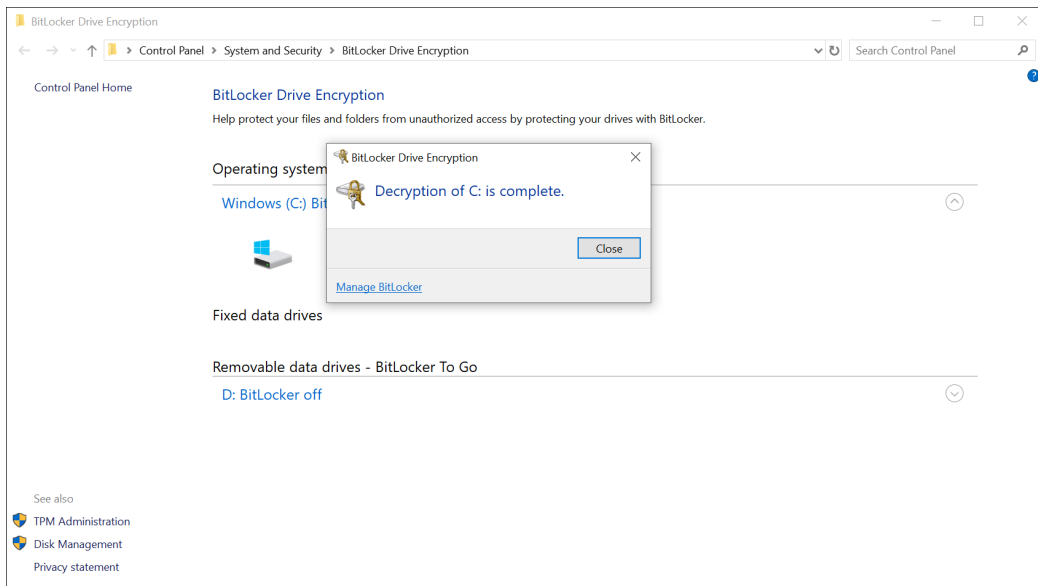 BitLocker Drive Encryption
Control Panel > System and Security > BitLocker Drive Encryption
Search Control Panel
?
Control Panel Home
BitLocker Drive Encryption
Help protect your files and folders from unauthorized access by protecting your drives with BitLocker.
Operating system
Windows (C:) Bit
BitLocker Drive Encryption
Decryption of C: is complete.
Close
Manage BitLocker
Fixed data drives
Removable data drives - BitLocker To Go
D: BitLocker off
See also
TPM Administration
Disk Management
Privacy statement